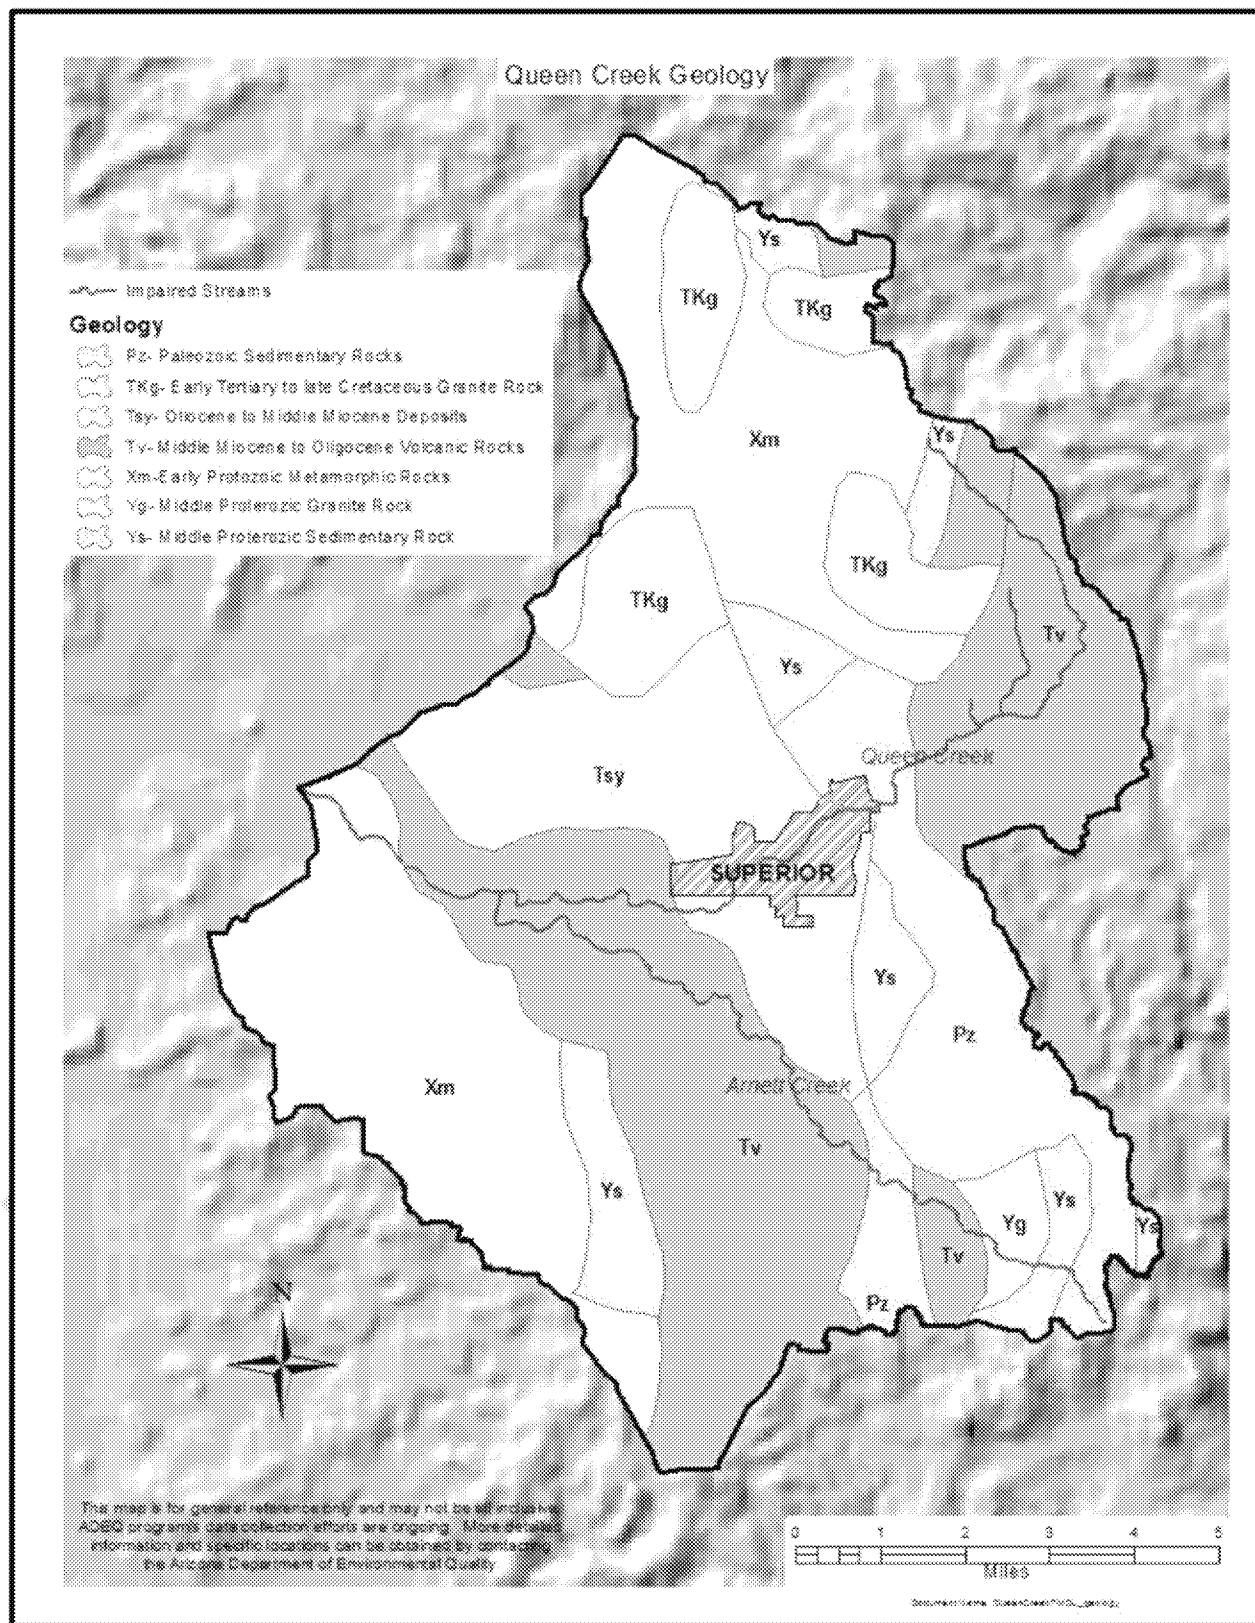 Queen Creek Geology
Impaired Streams
Geology
Pz- Paleozoic Sedimentary Rocks
TKg- Early Tertiary to late Cretaceous Granite Rock
Tsy- Oliocene to Middle Miocene Deposits
Tv- Middle Miocene to Oligocene Volcanic Rocks
Xm-Early Protozoic Metamorphic Rocks
Yg- Middle Proterozic Granite Rock
Ys- Middle Proterozic Sedimentary Rock
Ys
TKg
TKg
Xm
Ys
TKg
TKg
Tv
Ys
Queen Creek
Tsy
SUPERIOR
Ys
Pz
Xm
Arnett Creek
Tv
Ys
Ys
Yg
Ys
Tv
Pz
N
This map is for general reference only and may not be all inclusive.
ADEQ programs data collection efforts are ongoing. More detailed
information and specific locations can be obtained by contacting
the Arizona Department of Environmental Quality
0 1 2 3 4 5
Miles